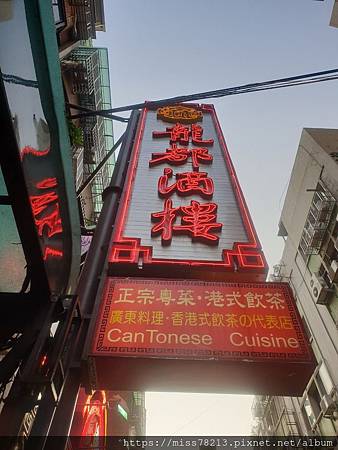 龍都酒樓
正宗粵菜·港式飲茶
廣東料理·香港式飲茶の代表店
CanTonese Cuisine
©miss78213
https://miss78213.pixnet.net